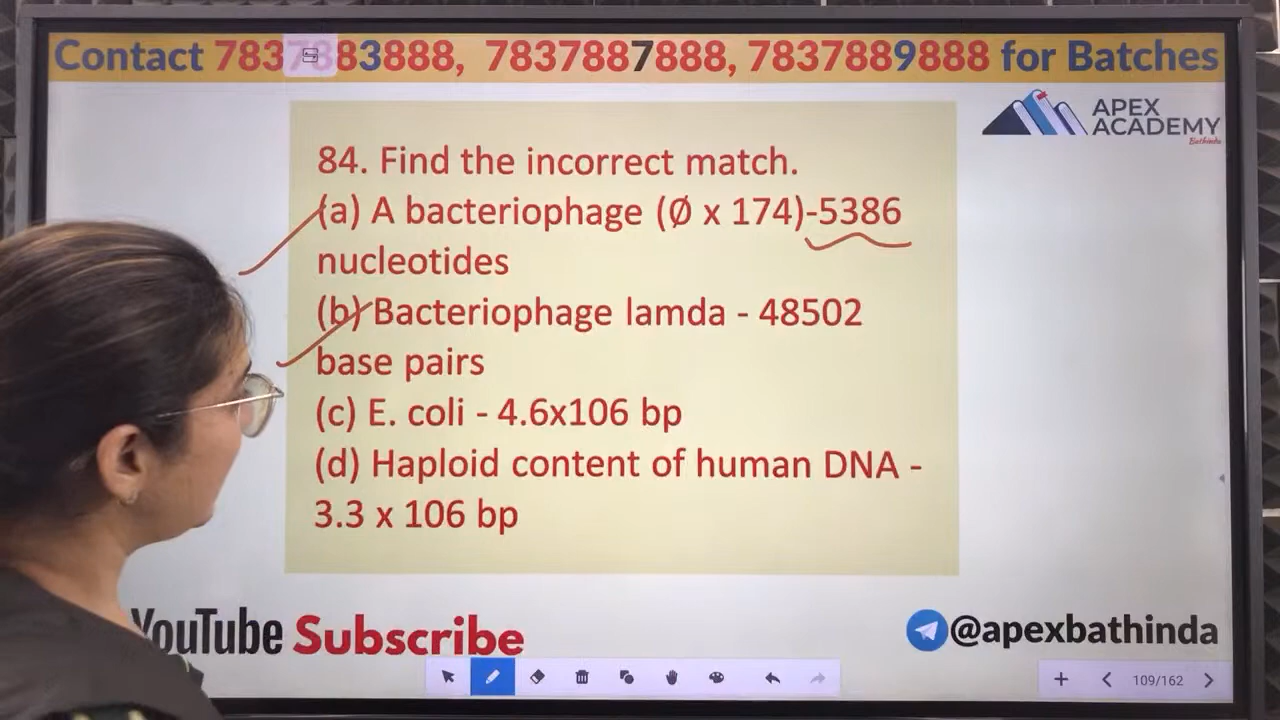 Contact 7837883888, 7837887888, 7837889888 for Batches
APEX
ACADEMY
Bathinda
84. Find the incorrect match.
(a) A bacteriophage (Ø x 174)-5386
nucleotides
(b) Bacteriophage lamda - 48502
base pairs
(c) E. coli - 4.6x106 bp
(d) Haploid content of human DNA -
3.3 x 106 bp
YouTube Subscribe
@apexbathinda
109/162